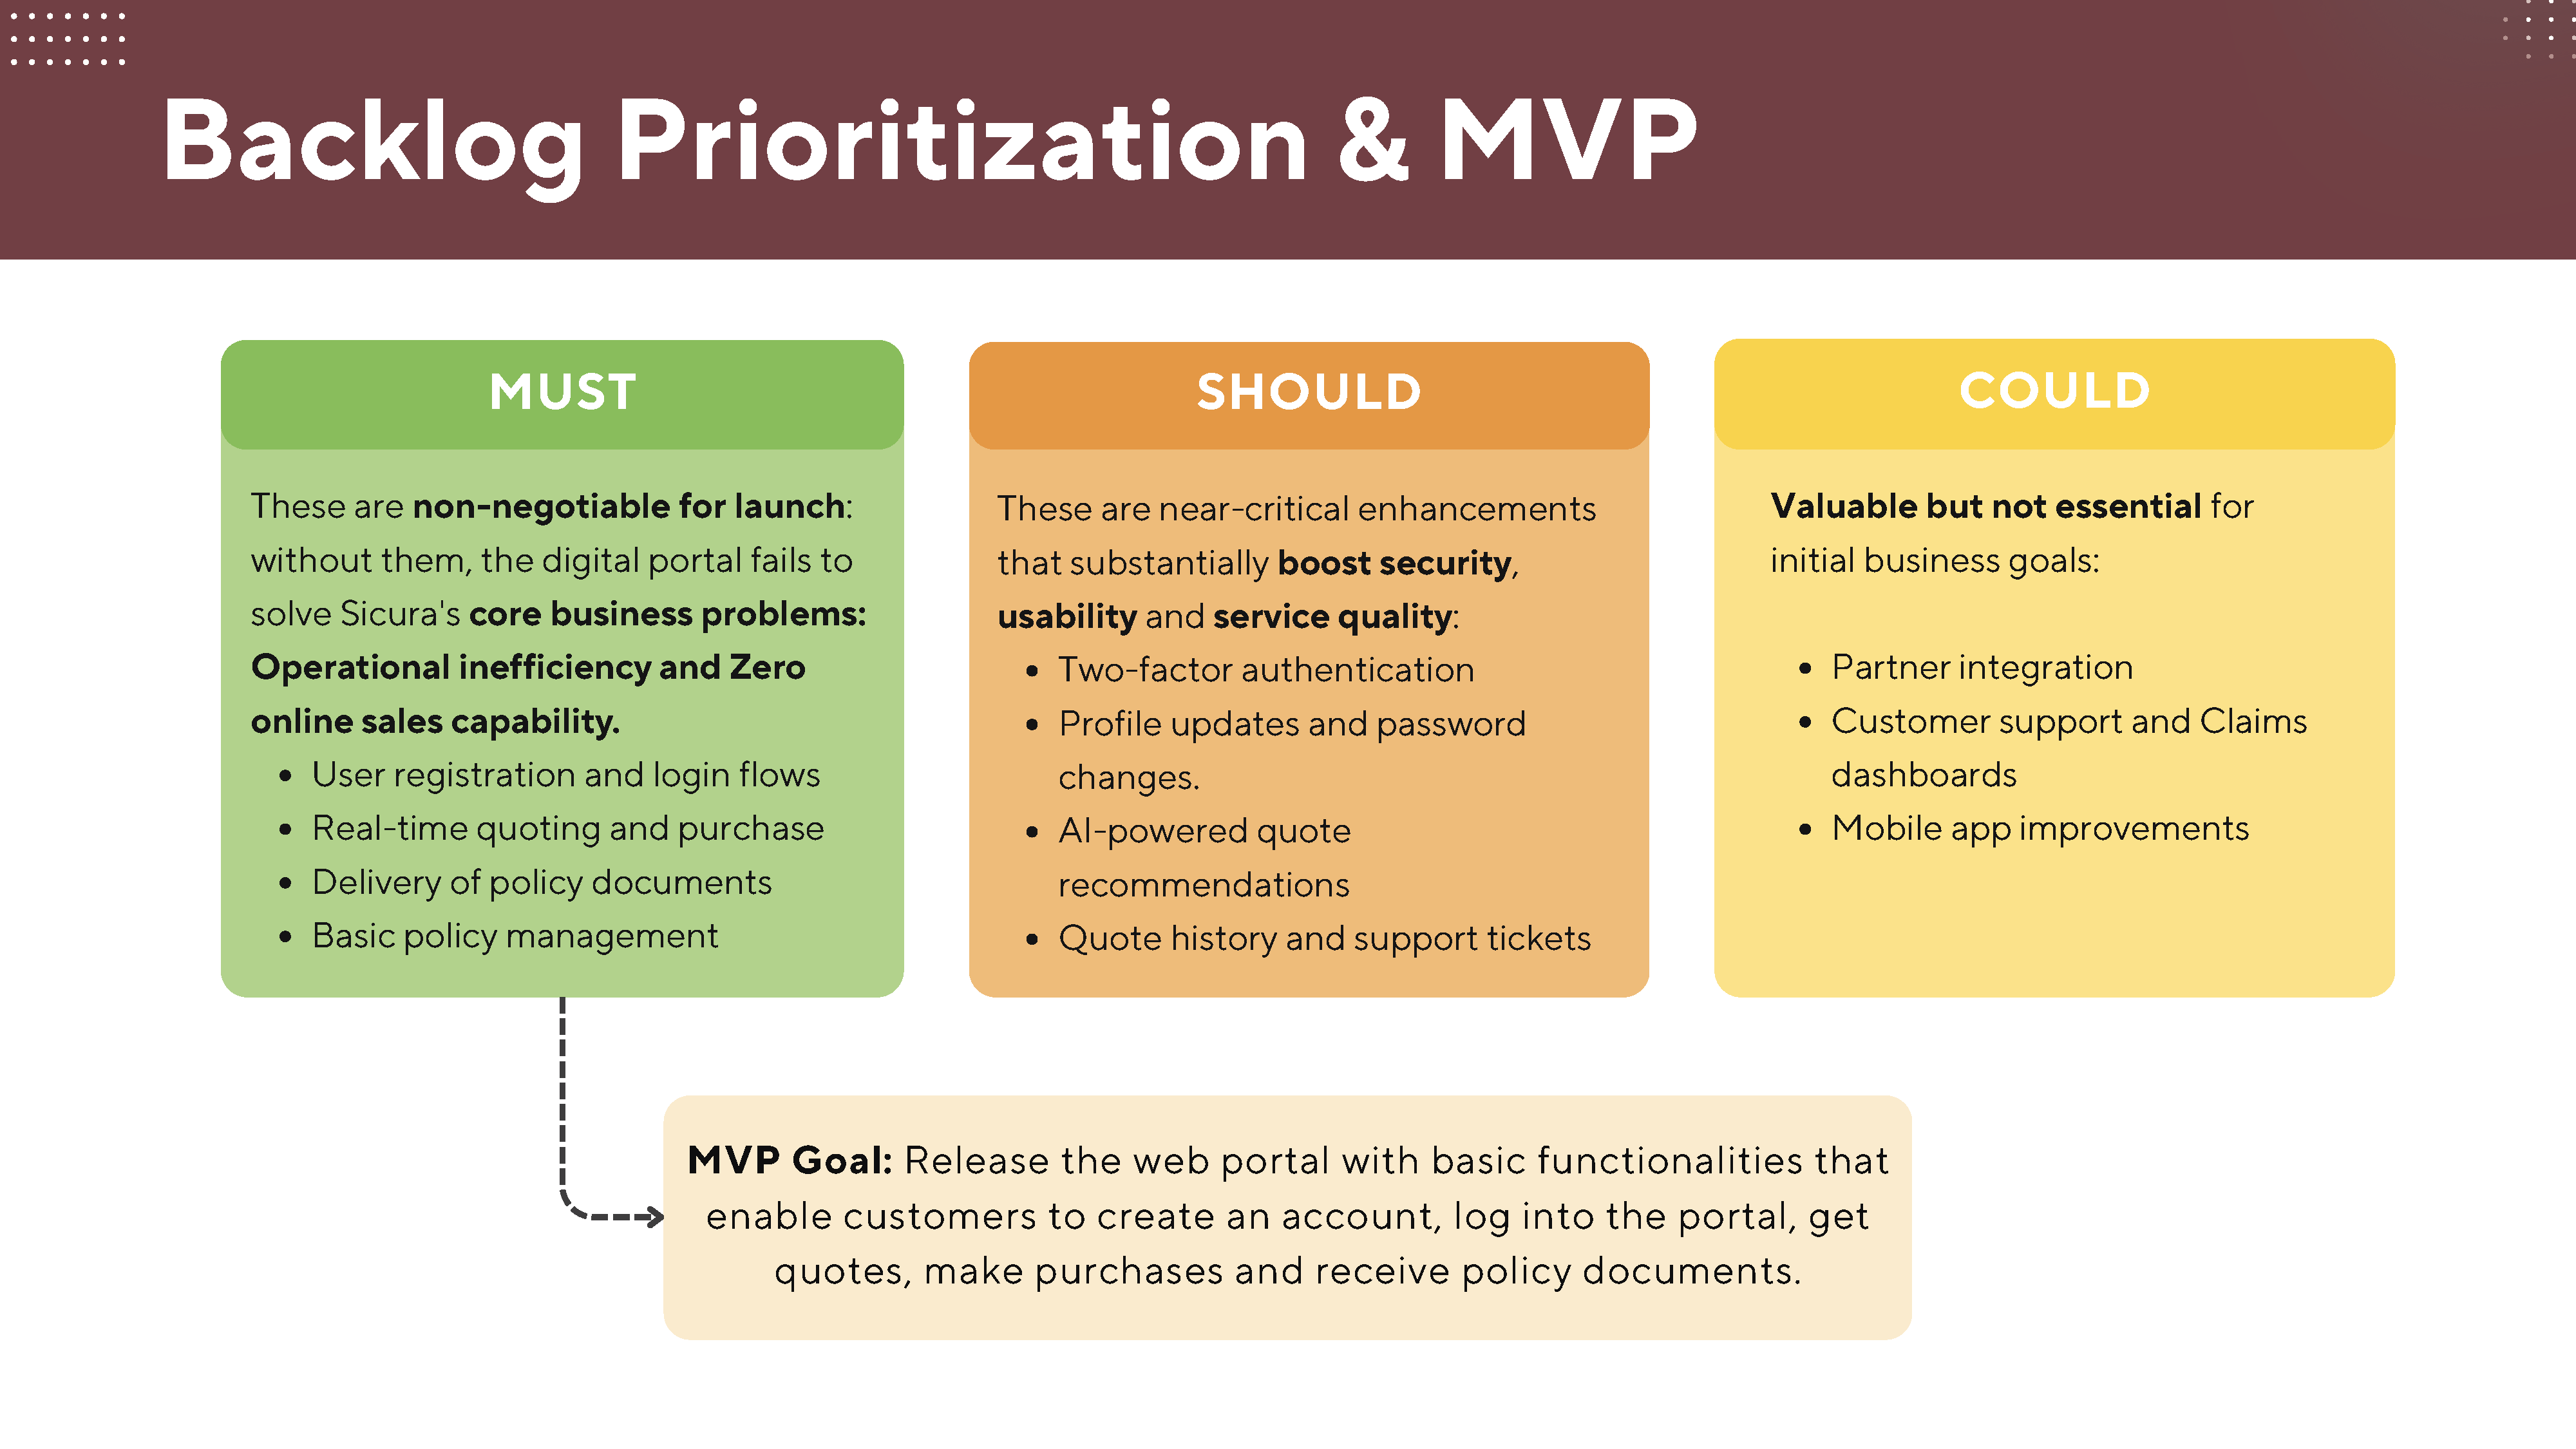 Backlog Prioritization & MVP
MUST
These are non-negotiable for launch:
without them, the digital portal fails to
solve Sicura's core business problems:
Operational inefficiency and Zero
online sales capability.
• User registration and login flows
• Real-time quoting and purchase
• Delivery of policy documents
• Basic policy management
SHOULD
These are near-critical enhancements
that substantially boost security,
usability and service quality:
• Two-factor authentication
• Profile updates and password
changes.
• AI-powered quote
recommendations
• Quote history and support tickets
COULD
Valuable but not essential for
initial business goals:
• Partner integration
• Customer support and Claims
dashboards
• Mobile app improvements
MVP Goal: Release the web portal with basic functionalities that
enable customers to create an account, log into the portal, get
quotes, make purchases and receive policy documents.